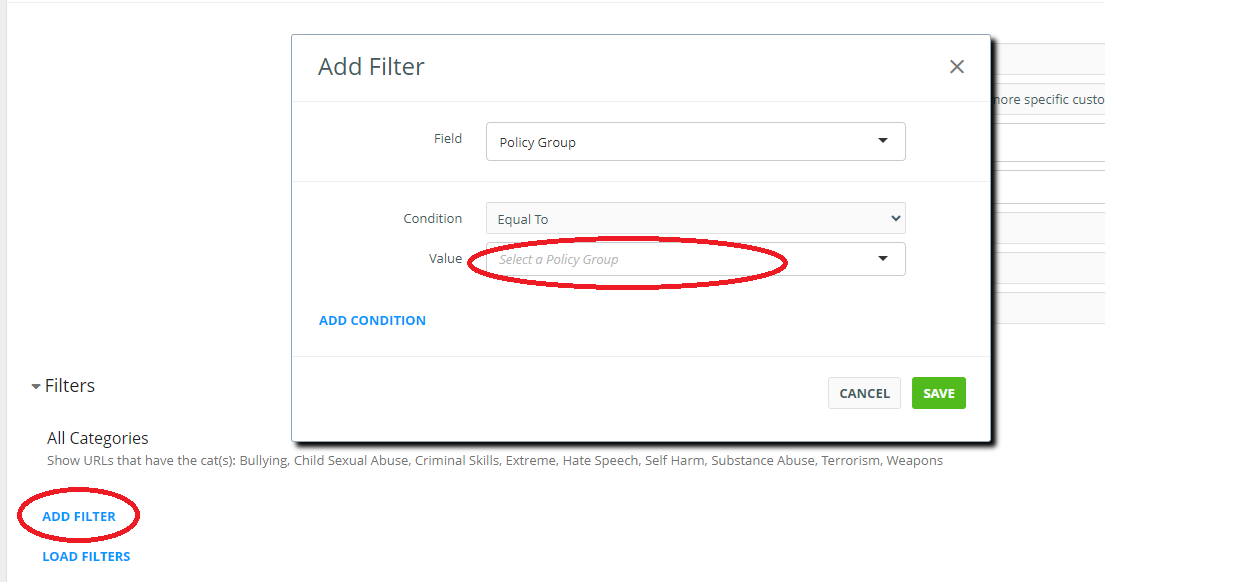 Add Filter
Field
Policy Group
ore specific custo
Condition
Equal To
Value
Select a Policy Group
ADD CONDITION
CANCEL
SAVE
Filters
All Categories
Show URLs that have the cat(s): Bullying, Child Sexual Abuse, Criminal Skills, Extreme, Hate Speech, Self Harm, Substance Abuse, Terrorism, Weapons
ADD FILTER
LOAD FILTERS